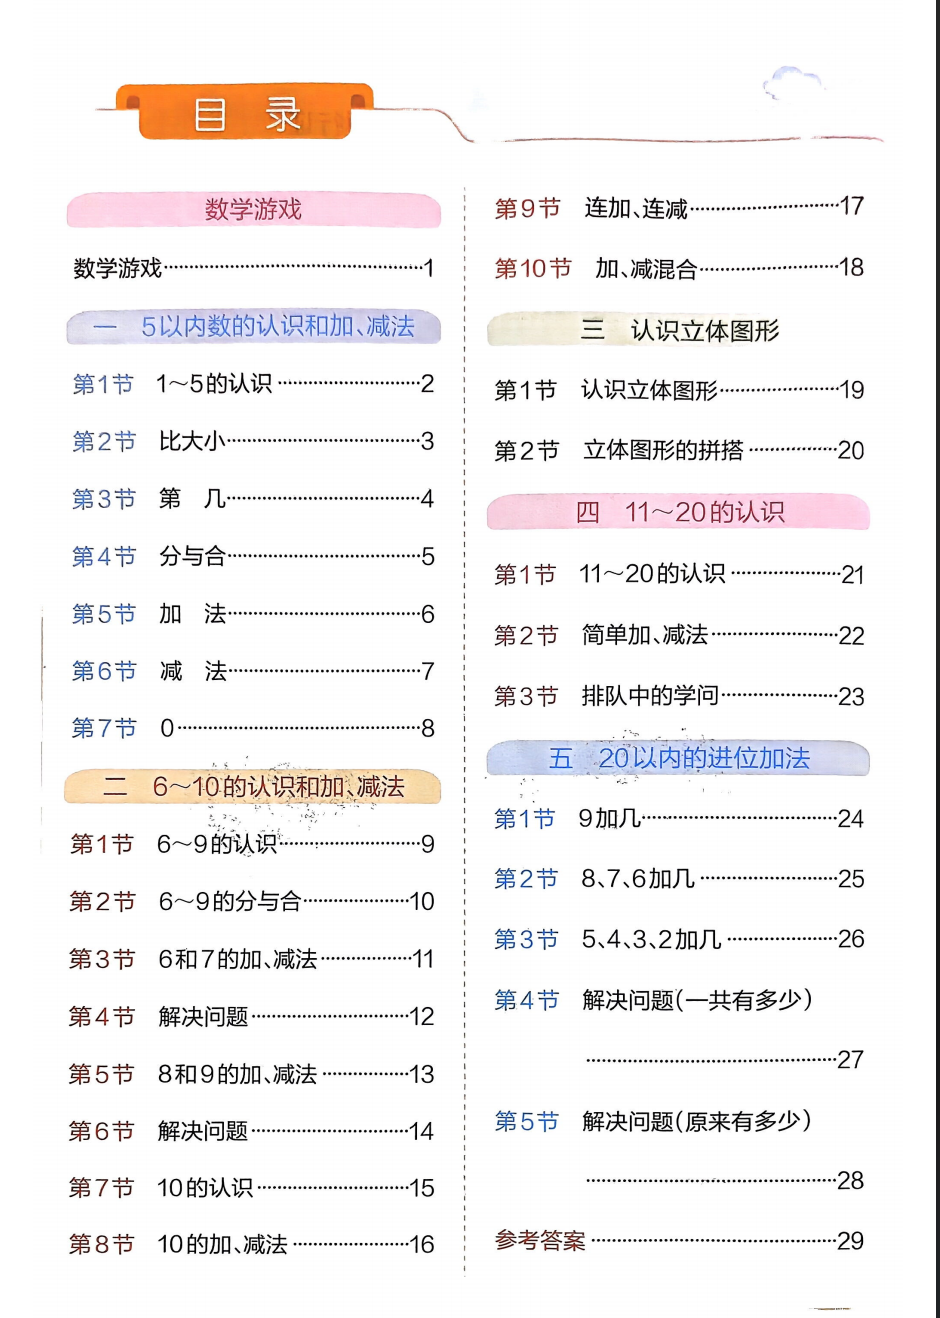 目 录
数学游戏
数学游戏……………………………1
一 5以内数的认识和加、减法
第1节 1～5的认识……………………2
第2节 比大小……………………3
第3节 第 几……………………4
第4节 分与合……………………5
第5节 加 法……………………6
第6节 减 法……………………7
第7节 0……………………8
二 6～10的认识和加、减法
第1节 6～9的认识……………………9
第2节 6～9的分与合……………………10
第3节 6和7的加、减法……………………11
第4节 解决问题……………………12
第5节 8和9的加、减法……………………13
第6节 解决问题……………………14
第7节 10的认识……………………15
第8节 10的加、减法……………………16
第9节 连加、连减……………………17
第10节 加、减混合……………………18
三 认识立体图形
第1节 认识立体图形……………………19
第2节 立体图形的拼搭……………………20
四 11～20的认识
第1节 11～20的认识……………………21
第2节 简单加、减法……………………22
第3节 排队中的学问……………………23
五 20以内的进位加法
第1节 9加几……………………24
第2节 8、7、6加几……………………25
第3节 5、4、3、2加几……………………26
第4节 解决问题(一共有多少)
……………………27
第5节 解决问题(原来有多少)
……………………28
参考答案……………………29